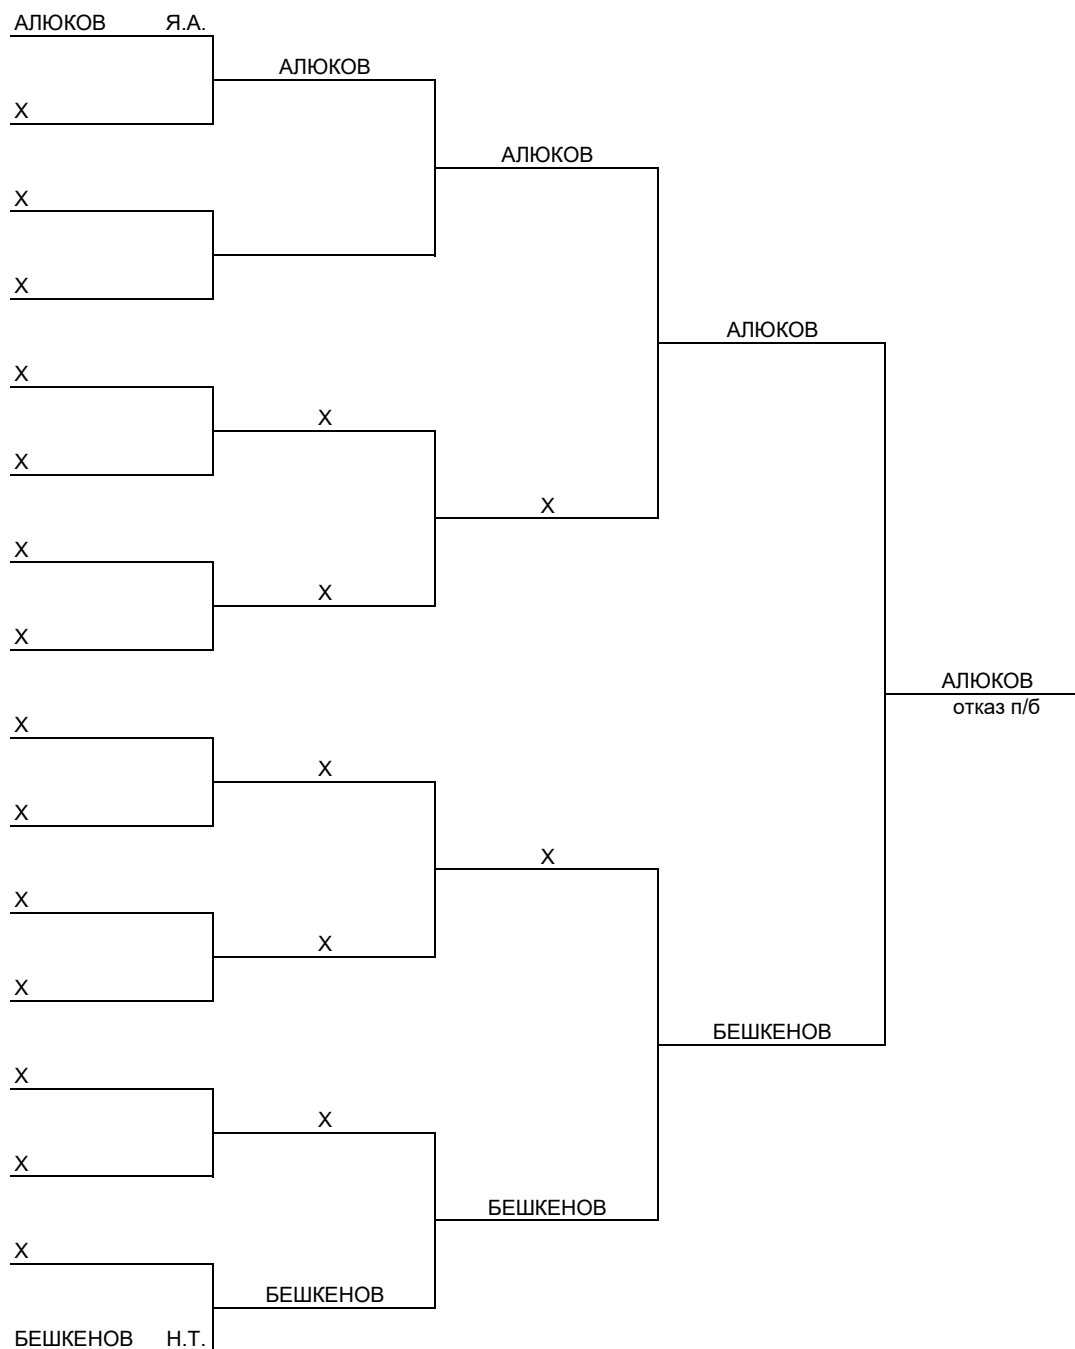 АЛЮКОВ Я.А.
АЛЮКОВ
Х
АЛЮКОВ
Х
Х
АЛЮКОВ
Х
Х
Х
Х
Х
Х
Х
АЛЮКОВ
отказ п/б
Х
Х
Х
Х
Х
Х
Х
БЕШКЕНОВ
Х
Х
Х
БЕШКЕНОВ
Х
БЕШКЕНОВ
БЕШКЕНОВ Н.Т.